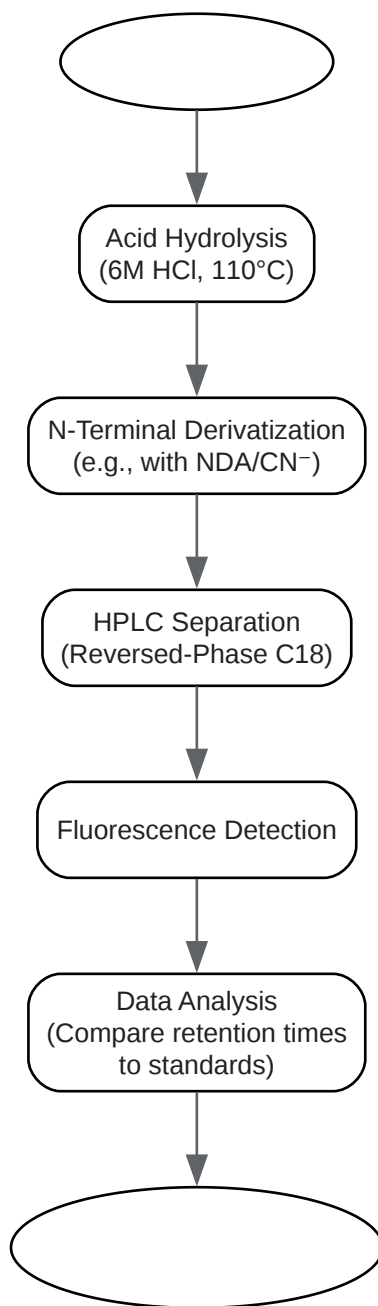 Acid Hydrolysis
(6M HCl, 110°C)
N-Terminal Derivatization
(e.g., with NDA/CN⁻)
HPLC Separation
(Reversed-Phase C18)
Fluorescence Detection
Data Analysis
(Compare retention times
to standards)